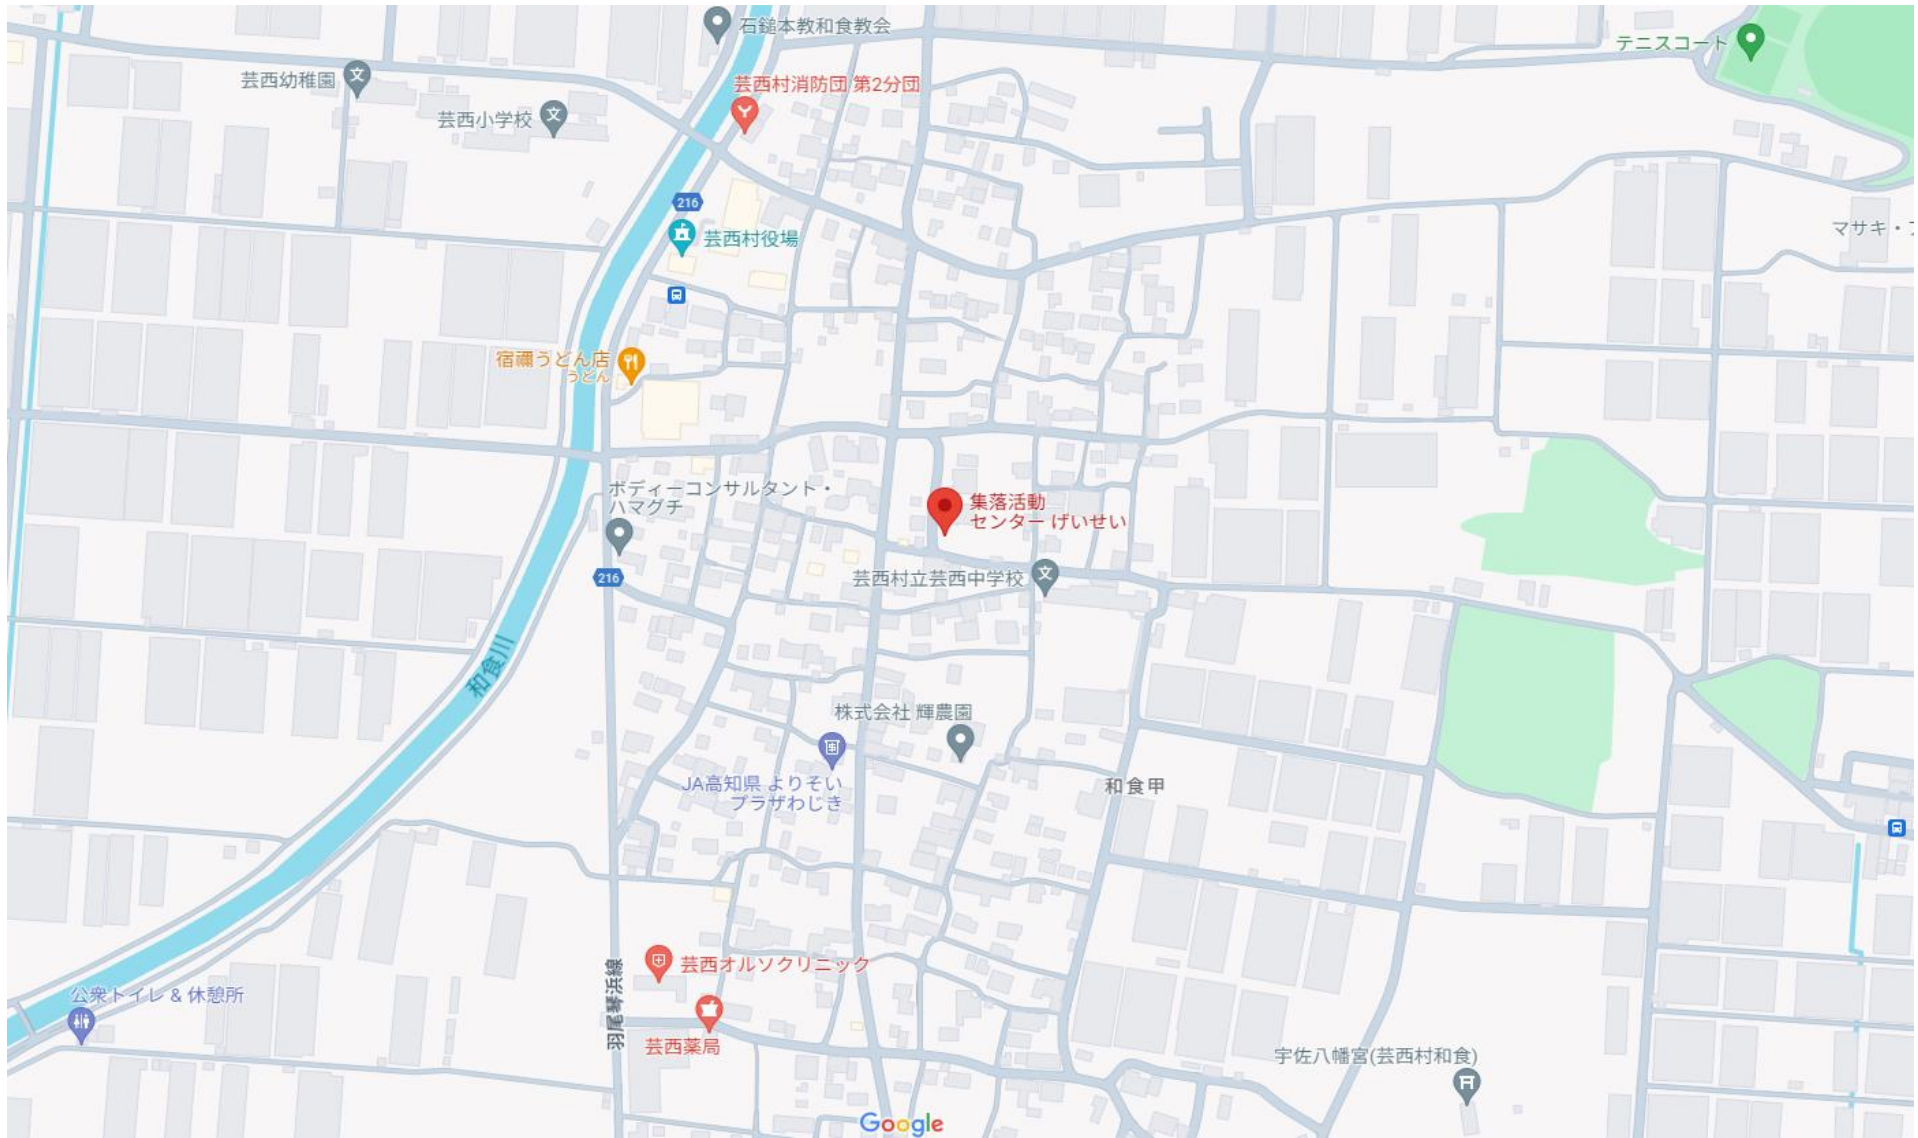 石鎚本教和食教会
テニスコート
芸西幼稚園
芸西村消防団 第2分団
芸西小学校
216
芸西村役場
マサキ・フ
宿禰うどん店
うどん
ボディーコンサルタント・
ハマグチ
集落活動
センター げいせい
216
芸西村立芸西中学校
和食川
株式会社 輝農園
JA高知県 よりそい
プラザわじき
和食甲
芸西オルソクリニック
公衆トイレ & 休憩所
羽尾琴浜線
芸西薬局
宇佐八幡宮(芸西村和食)
Google